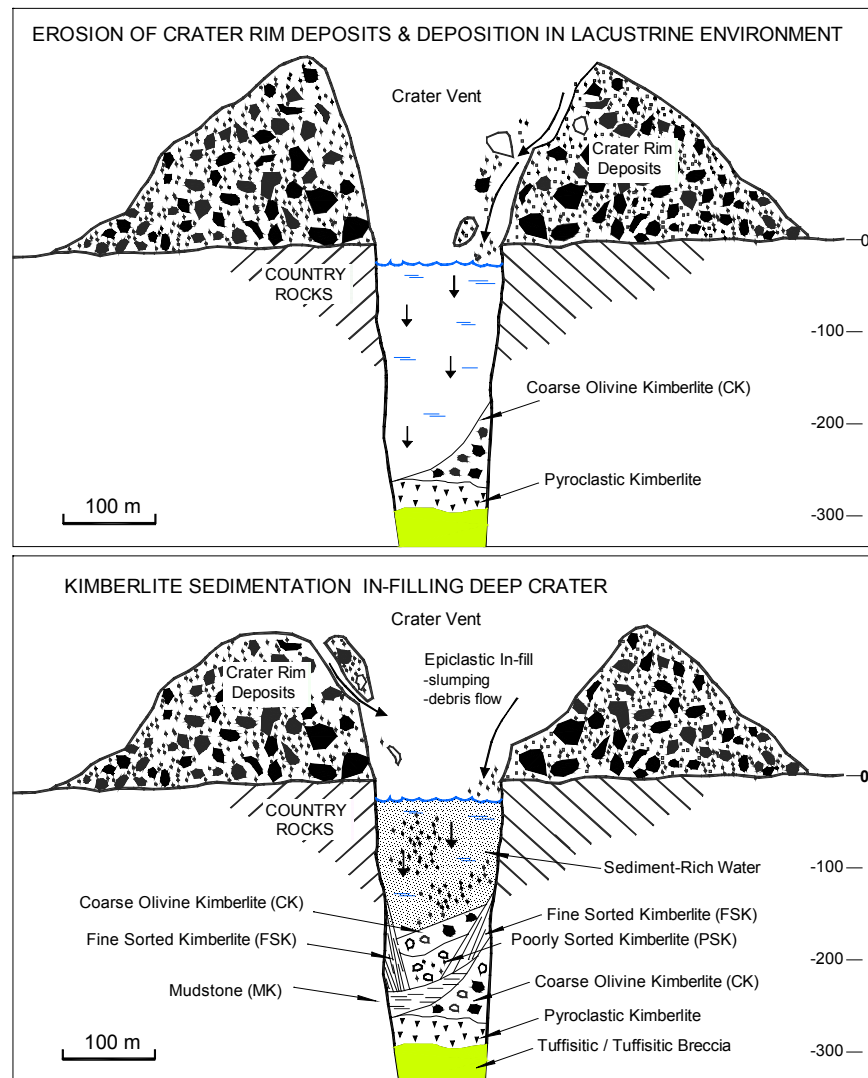 EROSION OF CRATER RIM DEPOSITS & DEPOSITION IN LACUSTRINE ENVIRONMENT
Crater Vent
Crater Rim
Deposits
0
COUNTRY
ROCKS
-100
Coarse Olivine Kimberlite (CK)
-200
Pyroclastic Kimberlite
100 m
-300
KIMBERLITE SEDIMENTATION IN-FILLING DEEP CRATER
Crater Vent
Epiclastic In-fill
-slumping
-debris flow
Crater Rim
Deposits
0
COUNTRY
ROCKS
Sediment-Rich Water
-100
Coarse Olivine Kimberlite (CK)
Fine Sorted Kimberlite (FSK)
Fine Sorted Kimberlite (FSK)
Poorly Sorted Kimberlite (PSK)
-200
Mudstone (MK)
Coarse Olivine Kimberlite (CK)
Pyroclastic Kimberlite
100 m
Tuffisitic / Tuffisitic Breccia
-300